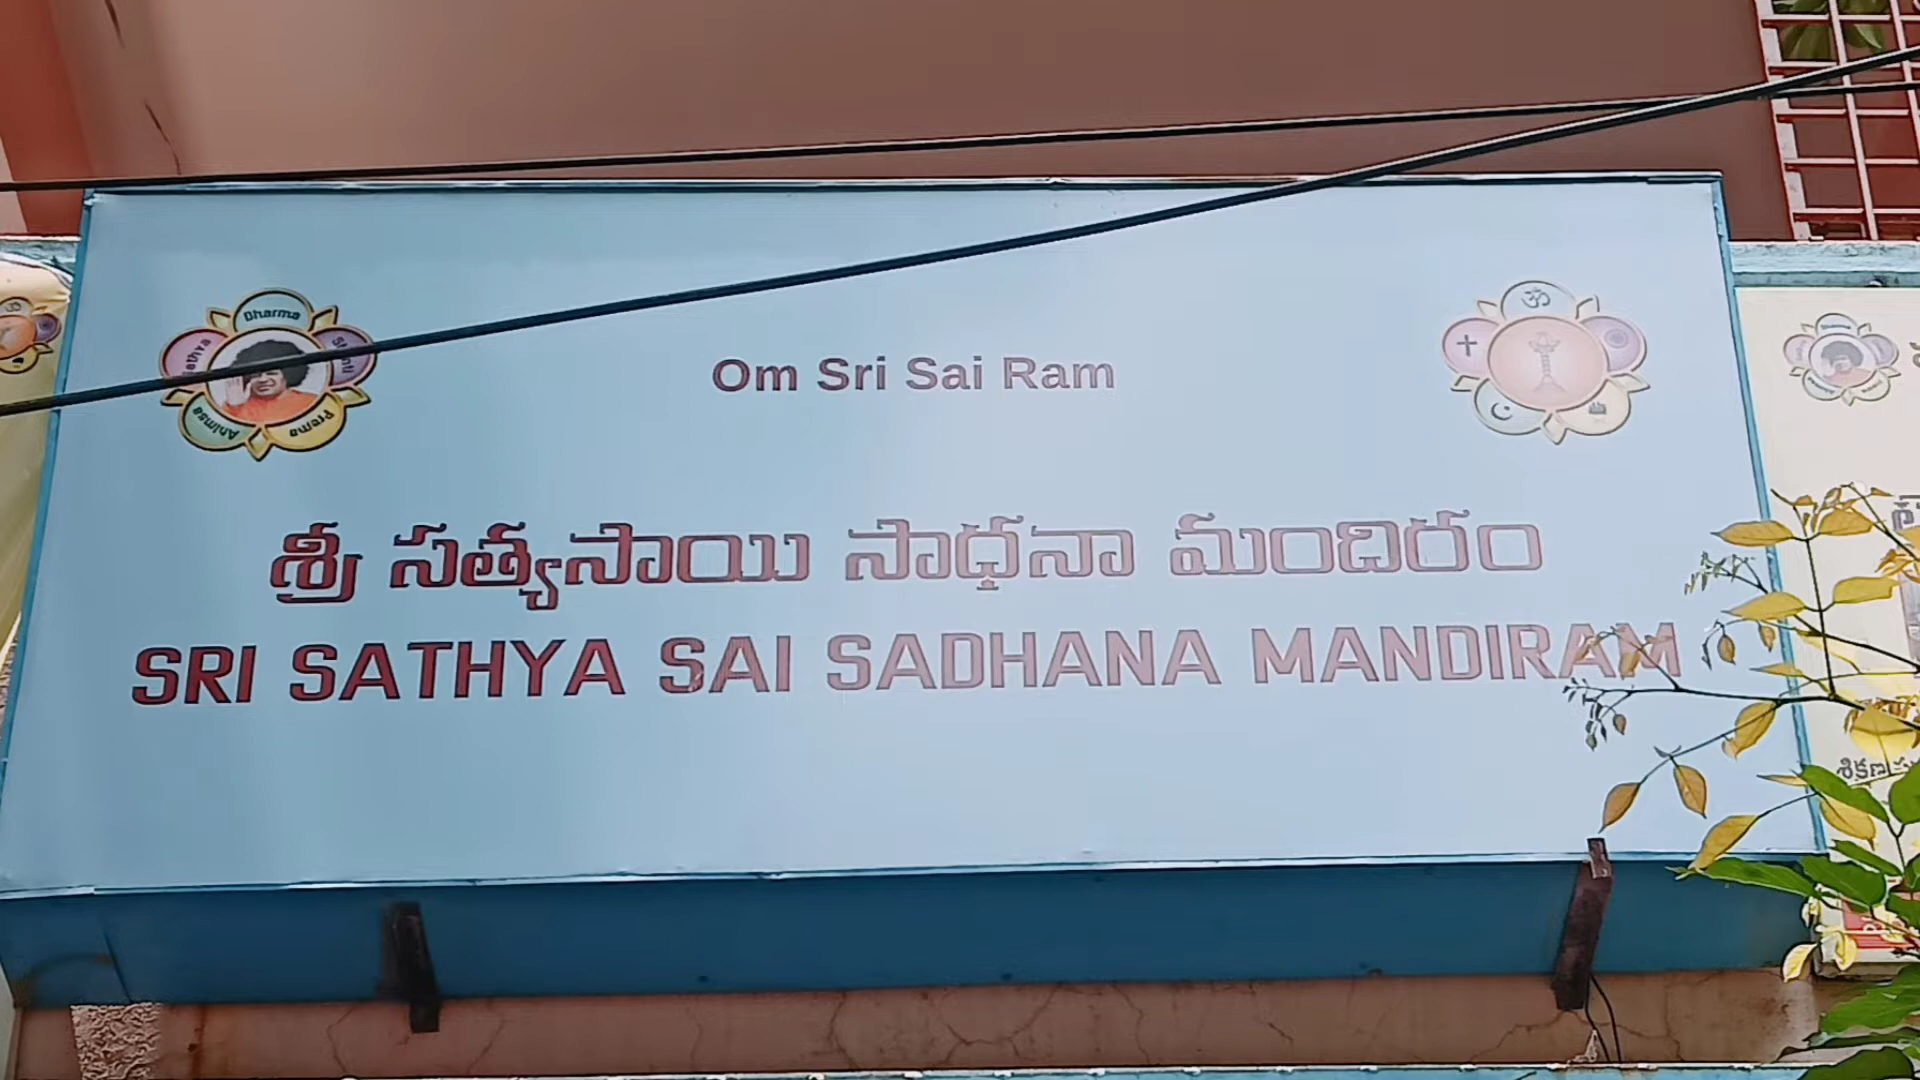 Om Sri Sai Ram
Dharma
Sathya
Shanti
Ahimsa
Prema
ॐ
శ్రీ సత్యసాయి సాధనా మందిరం
SRI SATHYA SAI SADHANA MANDIRAM